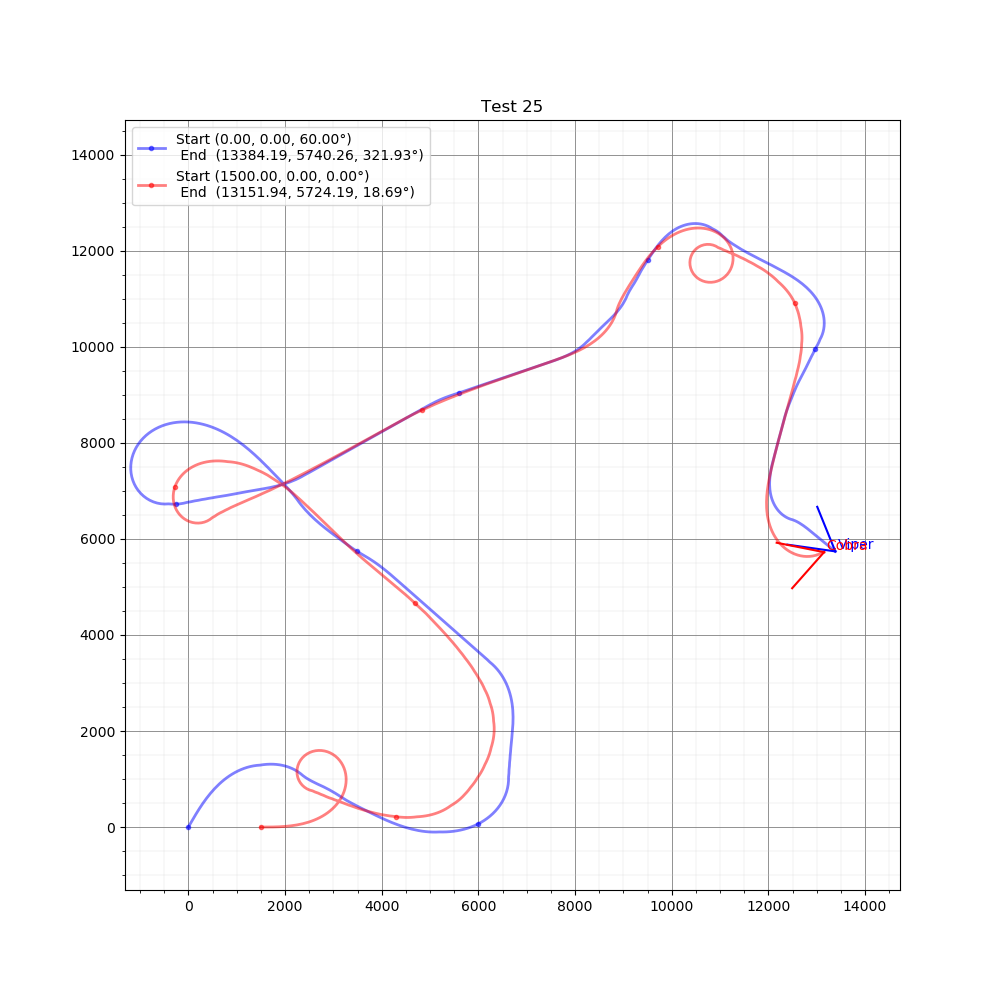 Test 25
Start (0.00, 0.00, 60.00°)
End (13384.19, 5740.26, 321.93°)
Start (1500.00, 0.00, 0.00°)
End (13151.94, 5724.19, 18.69°)
14000
12000
10000
8000
6000
4000
2000
0
Viper
0 2000 4000 6000 8000 10000 12000 14000